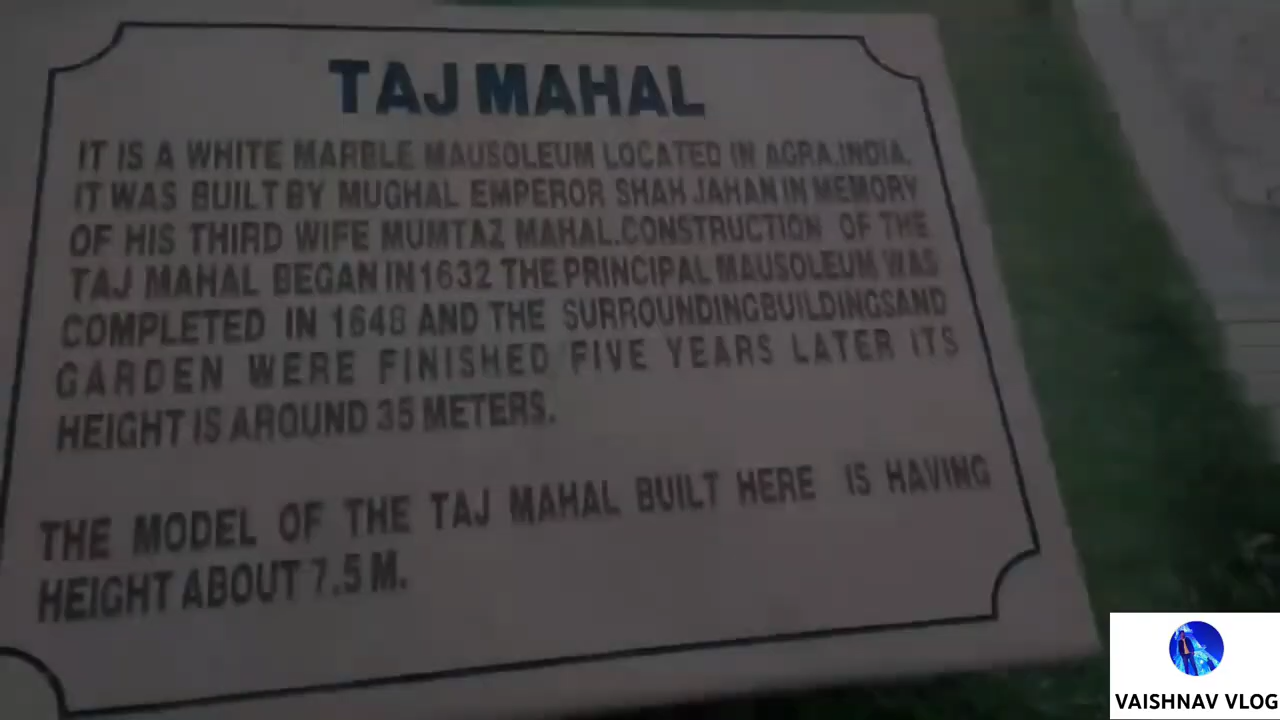 TAJ MAHAL
IT IS A WHITE MARBLE MAUSOLEUM LOCATED IN AGRA.INDIA.
IT WAS BUILT BY MUGHAL EMPEROR SHAH JAHAN IN MEMORY
OF HIS THIRD WIFE MUMTAZ MAHAL.CONSTRUCTION OF THE
TAJ MAHAL BEGAN IN 1632 THE PRINCIPAL MAUSOLEUM WAS
COMPLETED IN 1648 AND THE SURROUNDINGBUILDINGSAND
GARDEN WERE FINISHED FIVE YEARS LATER ITS
HEIGHT IS AROUND 35 METERS.
THE MODEL OF THE TAJ MAHAL BUILT HERE IS HAVING
HEIGHT ABOUT 7.5 M.
VAISHNAV VLOG